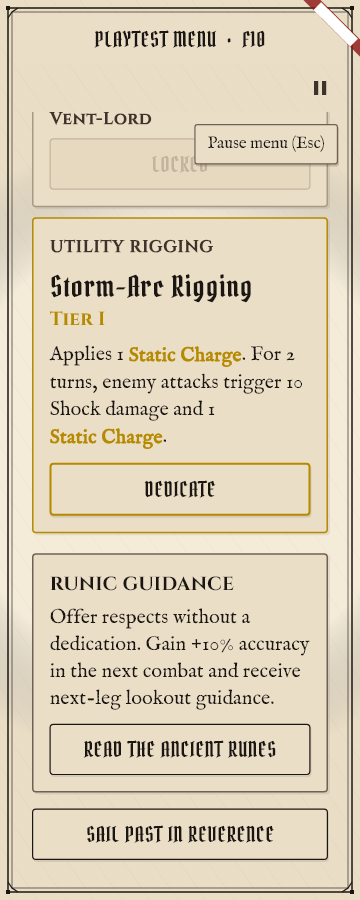 PLAYTEST MENU · F10
Vent-Lord
Pause menu (Esc)
LOCKED
UTILITY RIGGING
Storm-Arc Rigging
Tier I
Applies 1 Static Charge. For 2
turns, enemy attacks trigger 10
Shock damage and 1
Static Charge.
DEDICATE
RUNIC GUIDANCE
Offer respects without a
dedication. Gain +10% accuracy
in the next combat and receive
next-leg lookout guidance.
READ THE ANCIENT RUNES
SAIL PAST IN REVERENCE